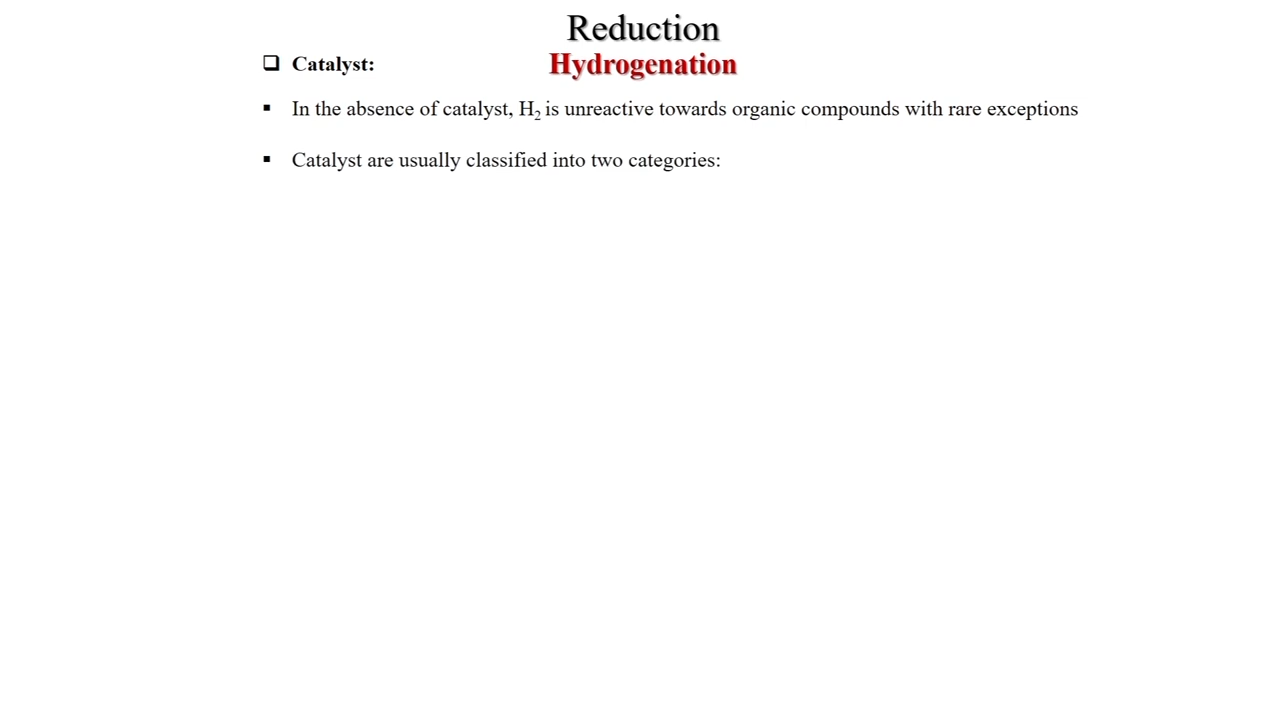 Reduction
Hydrogenation
❑ Catalyst:
▪ In the absence of catalyst, H₂ is unreactive towards organic compounds with rare exceptions
▪ Catalyst are usually classified into two categories: